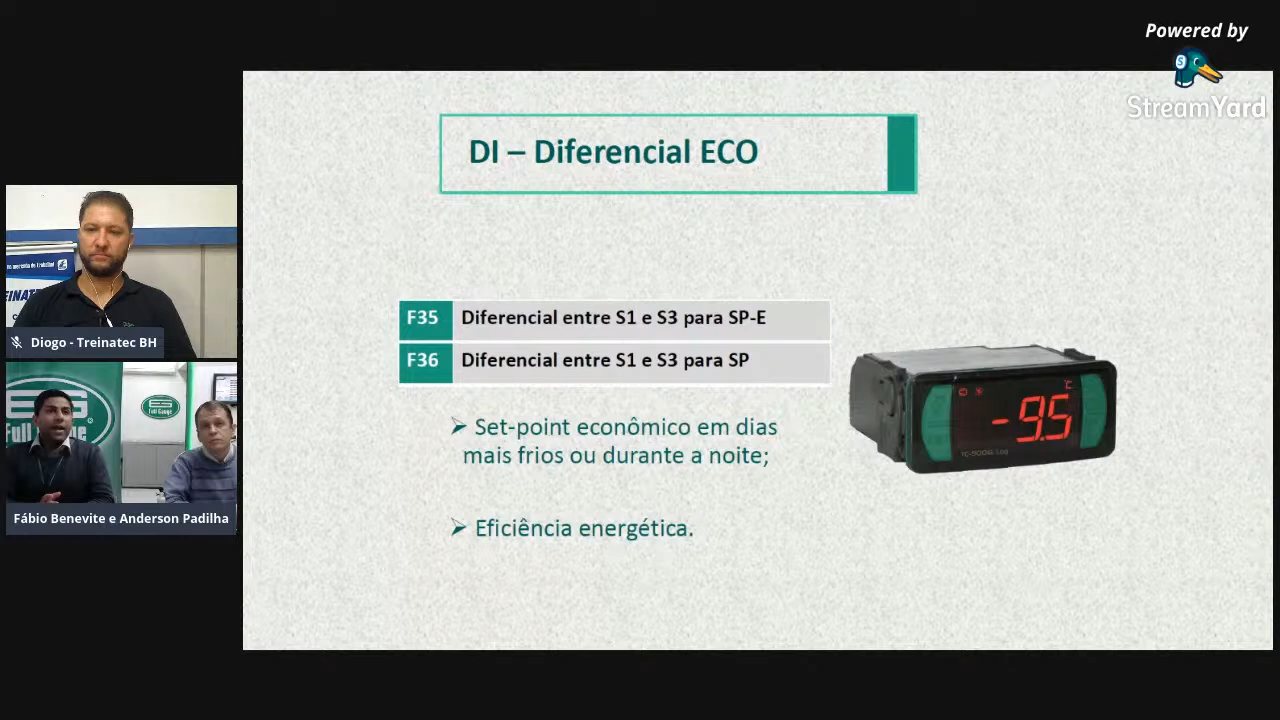 Powered by
StreamYard
DI – Diferencial ECO
F35 Diferencial entre S1 e S3 para SP-E
F36 Diferencial entre S1 e S3 para SP
➢ Set-point econômico em dias
mais frios ou durante a noite;
➢ Eficiência energética.
-9.5
°C
Diogo - Treinatec BH
Full Gauge
Full Gauge
Fábio Benevite e Anderson Padilha